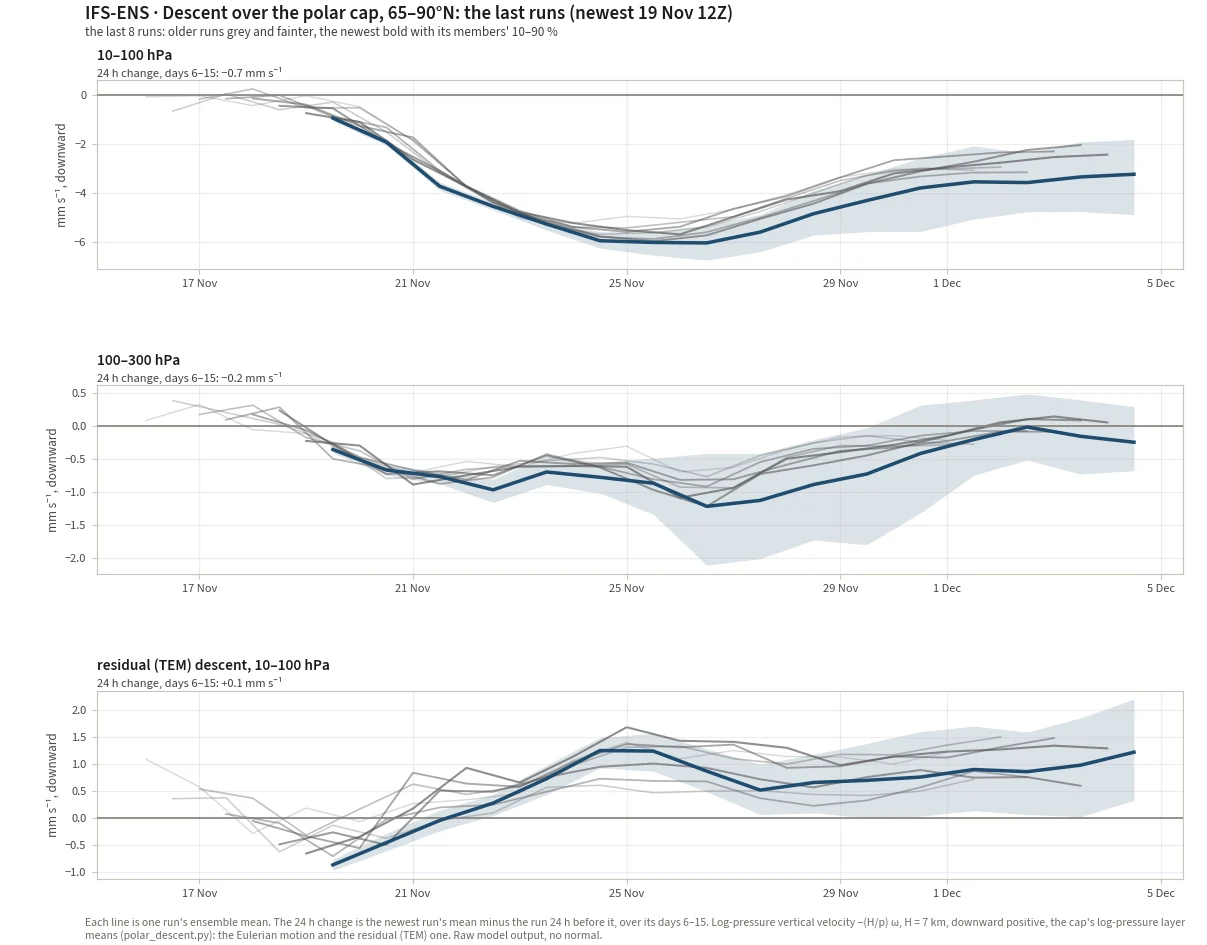 IFS-ENS · Descent over the polar cap, 65–90°N: the last runs (newest 19 Nov 12Z)
the last 8 runs: older runs grey and fainter, the newest bold with its members' 10–90 %
10–100 hPa
24 h change, days 6–15: −0.7 mm s⁻¹
mm s⁻¹, downward
0
−2
−4
−6
17 Nov 21 Nov 25 Nov 29 Nov 1 Dec 5 Dec
100–300 hPa
24 h change, days 6–15: −0.2 mm s⁻¹
mm s⁻¹, downward
0.5
0.0
−0.5
−1.0
−1.5
−2.0
17 Nov 21 Nov 25 Nov 29 Nov 1 Dec 5 Dec
residual (TEM) descent, 10–100 hPa
24 h change, days 6–15: +0.1 mm s⁻¹
mm s⁻¹, downward
2.0
1.5
1.0
0.5
0.0
−0.5
−1.0
17 Nov 21 Nov 25 Nov 29 Nov 1 Dec 5 Dec
Each line is one run's ensemble mean. The 24 h change is the newest run's mean minus the run 24 h before it, over its days 6–15. Log-pressure vertical velocity −(H/p) ω, H = 7 km, downward positive, the cap's log-pressure layer
means (polar_descent.py): the Eulerian motion and the residual (TEM) one. Raw model output, no normal.